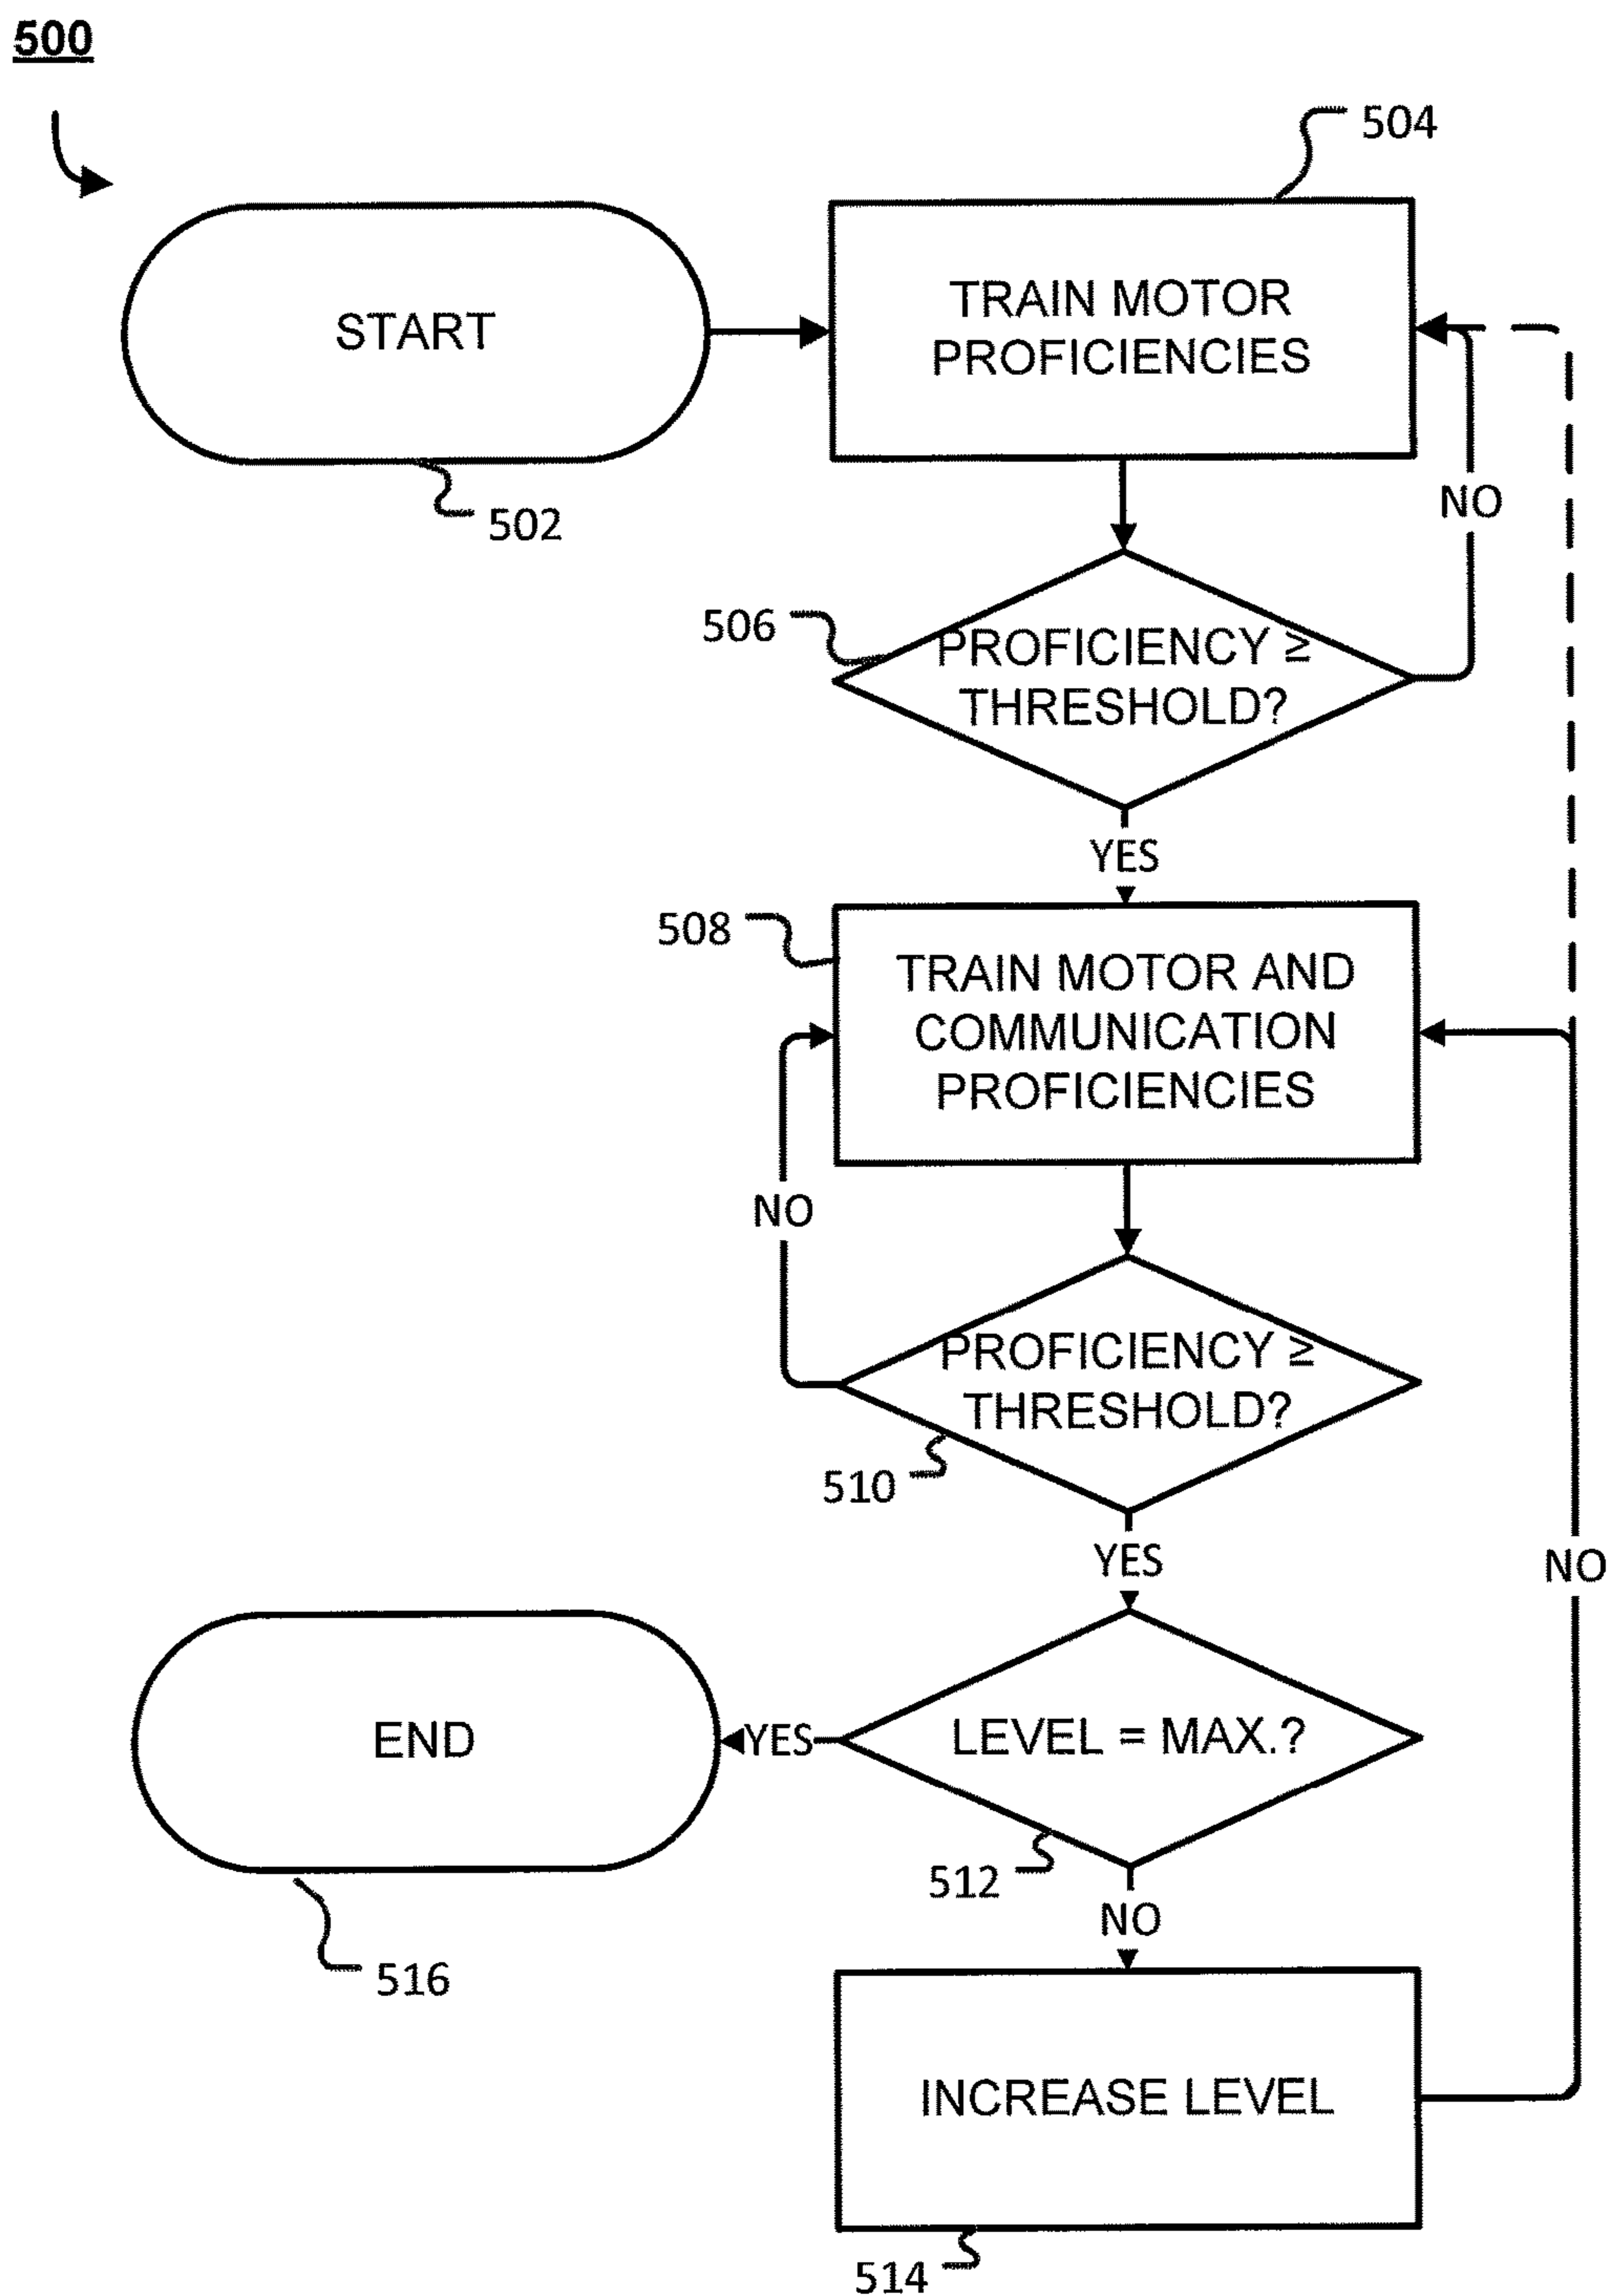 500
504
START
TRAIN MOTOR
PROFICIENCIES
502
NO
506
PROFICIENCY ≥
THRESHOLD?
YES
508
TRAIN MOTOR AND
COMMUNICATION
PROFICIENCIES
NO
PROFICIENCY ≥
THRESHOLD?
510
YES
NO
END
YES
LEVEL = MAX.?
512
NO
516
INCREASE LEVEL
514